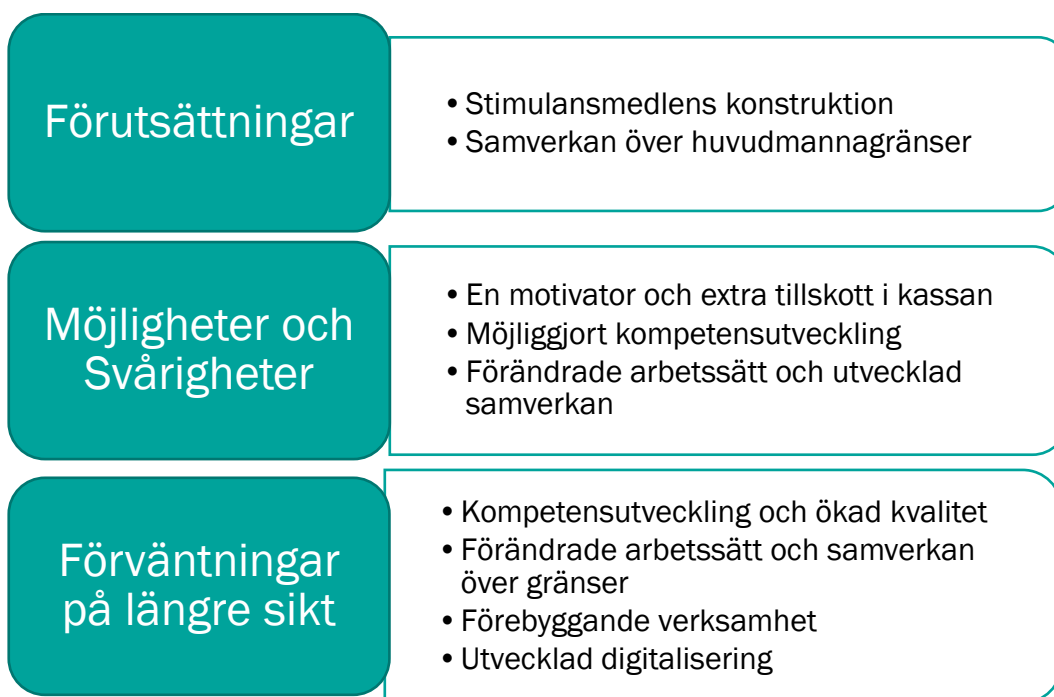 Förutsättningar
• Stimulansmedlens konstruktion
• Samverkan över huvudmannagränser
Möjligheter och
Svårigheter
• En motivator och extra tillskott i kassan
• Möjliggjort kompetensutveckling
• Förändrade arbetssätt och utvecklad
samverkan
Förväntningar
på längre sikt
• Kompetensutveckling och ökad kvalitet
• Förändrade arbetssätt och samverkan
över gränser
• Förebyggande verksamhet
• Utvecklad digitalisering